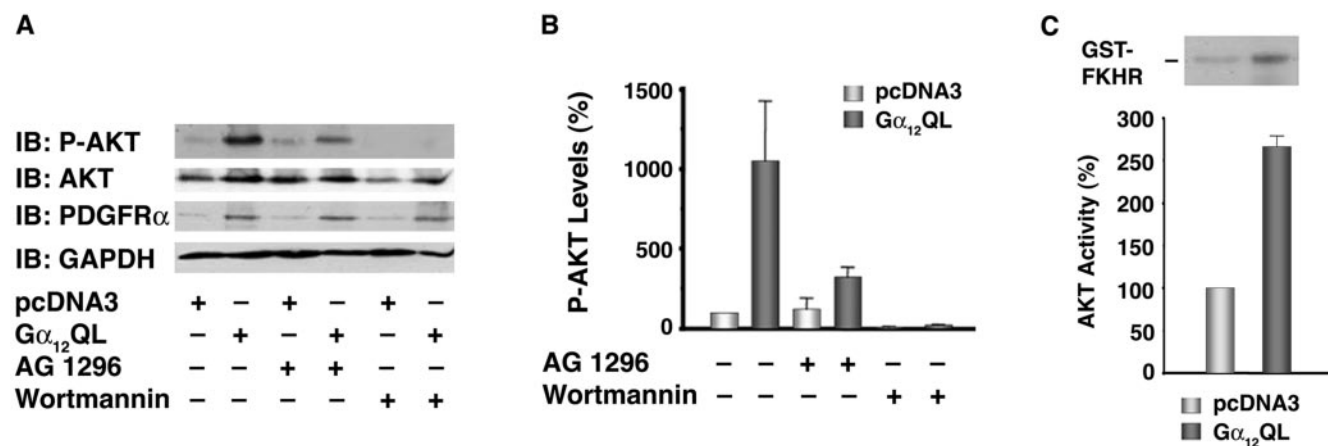 A
IB: P-AKT
IB: AKT
IB: PDGFRα
IB: GAPDH
pcDNA3 + – + – + –
Gα12QL – + – + – +
AG 1296 – – + + – –
Wortmannin – – – – + +
B
P-AKT Levels (%)
1500
1000
500
0
pcDNA3
Gα12QL
AG 1296 – – + + – –
Wortmannin – – – – + +
C
GST-
FKHR
AKT Activity (%)
300
250
200
150
100
50
0
pcDNA3
Gα12QL